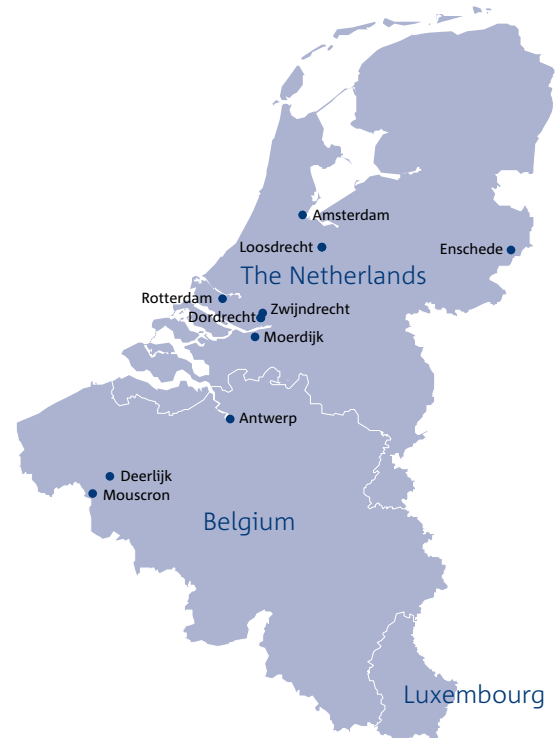 Amsterdam
Loosdrecht
Enschede
The Netherlands
Rotterdam
Zwijndrecht
Dordrecht
Moerdijk
Antwerp
Deerlijk
Mouscron
Belgium
Luxembourg